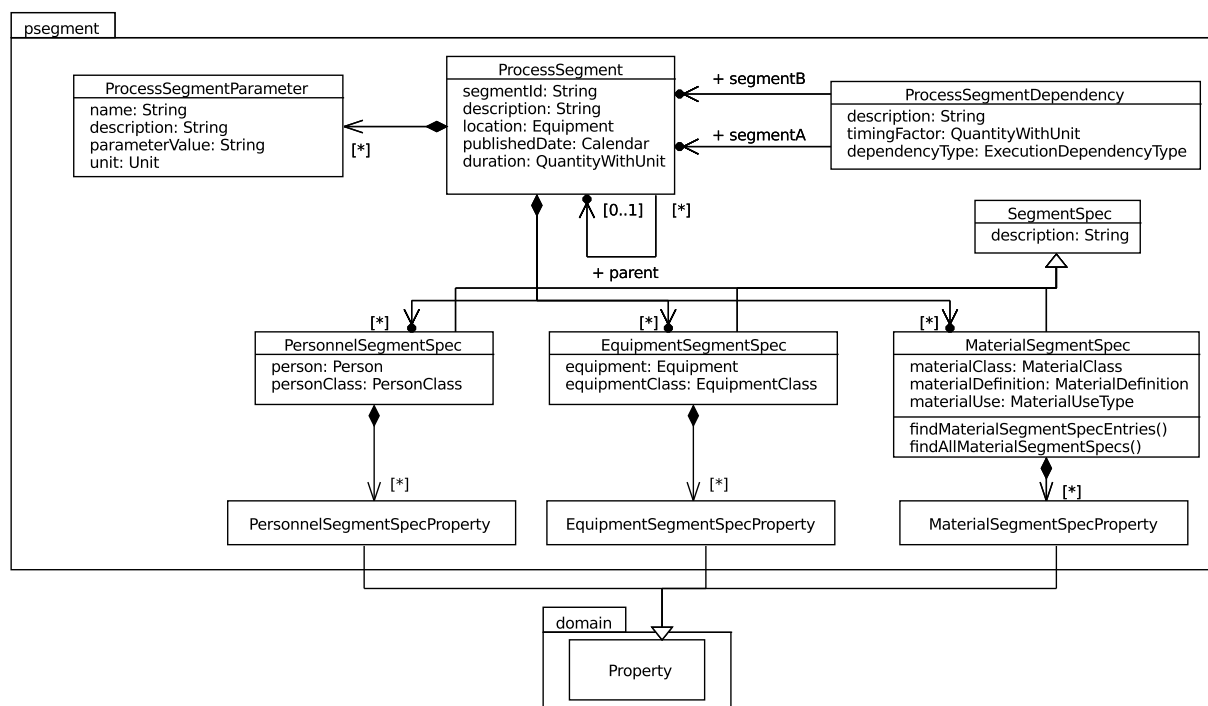 psegment
ProcessSegmentParameter
name: String
description: String
parameterValue: String
unit: Unit
[*]
ProcessSegment
segmentId: String
description: String
location: Equipment
publishedDate: Calendar
duration: QuantityWithUnit
+ segmentB
+ segmentA
ProcessSegmentDependency
description: String
timingFactor: QuantityWithUnit
dependencyType: ExecutionDependencyType
[0..1]
[*]
+ parent
SegmentSpec
description: String
[*]
PersonnelSegmentSpec
person: Person
personClass: PersonClass
[*]
EquipmentSegmentSpec
equipment: Equipment
equipmentClass: EquipmentClass
[*]
MaterialSegmentSpec
materialClass: MaterialClass
materialDefinition: MaterialDefinition
materialUse: MaterialUseType
findMaterialSegmentSpecEntries()
findAllMaterialSegmentSpecs()
[*]
PersonnelSegmentSpecProperty
[*]
EquipmentSegmentSpecProperty
[*]
MaterialSegmentSpecProperty
domain
Property